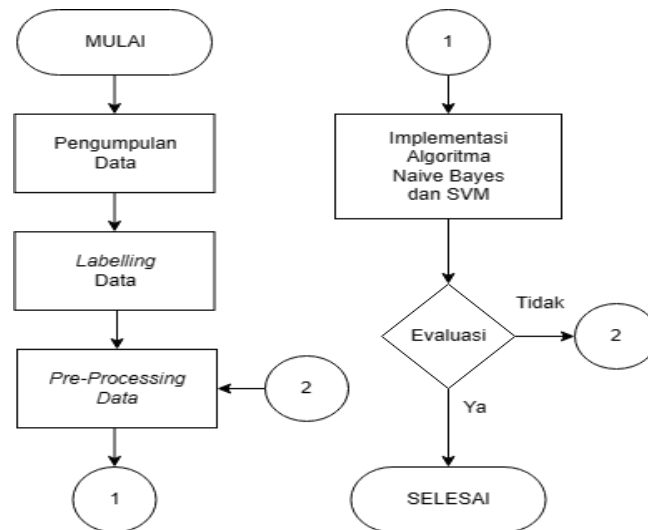 MULAI
Pengumpulan
Data
Labelling
Data
Pre-Processing
Data
2
1
1
Implementasi
Algoritma
Naive Bayes
dan SVM
Evaluasi
Tidak
2
Ya
SELESAI